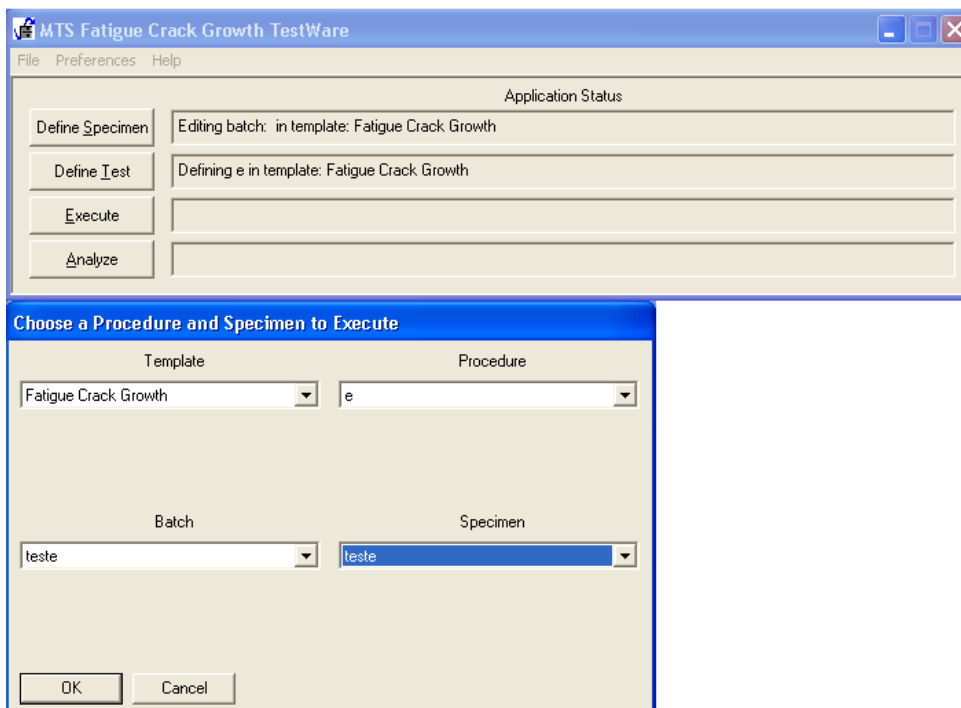 MTS Fatigue Crack Growth TestWare
File Preferences Help
Application Status
Define Specimen
Editing batch: in template: Fatigue Crack Growth
Define Test
Defining e in template: Fatigue Crack Growth
Execute
Analyze
Choose a Procedure and Specimen to Execute
Template Procedure
Fatigue Crack Growth e
Batch Specimen
teste teste
OK Cancel